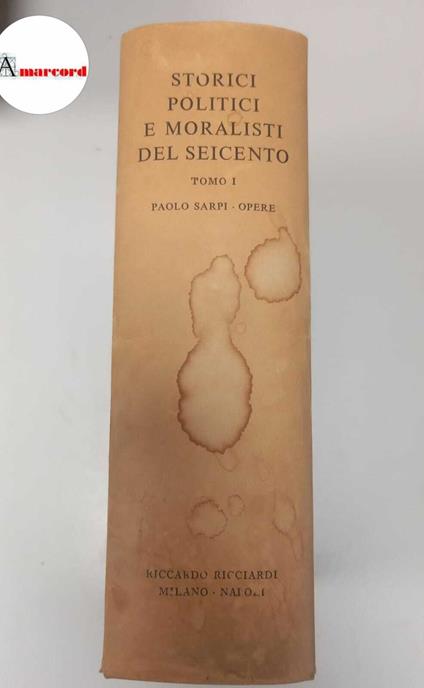 Amarcord
STORICI
POLITICI
E MORALISTI
DEL SEICENTO
TOMO I
PAOLO SARPI · OPERE
RICCARDO RICCIARDI
MILANO · NAPOLI